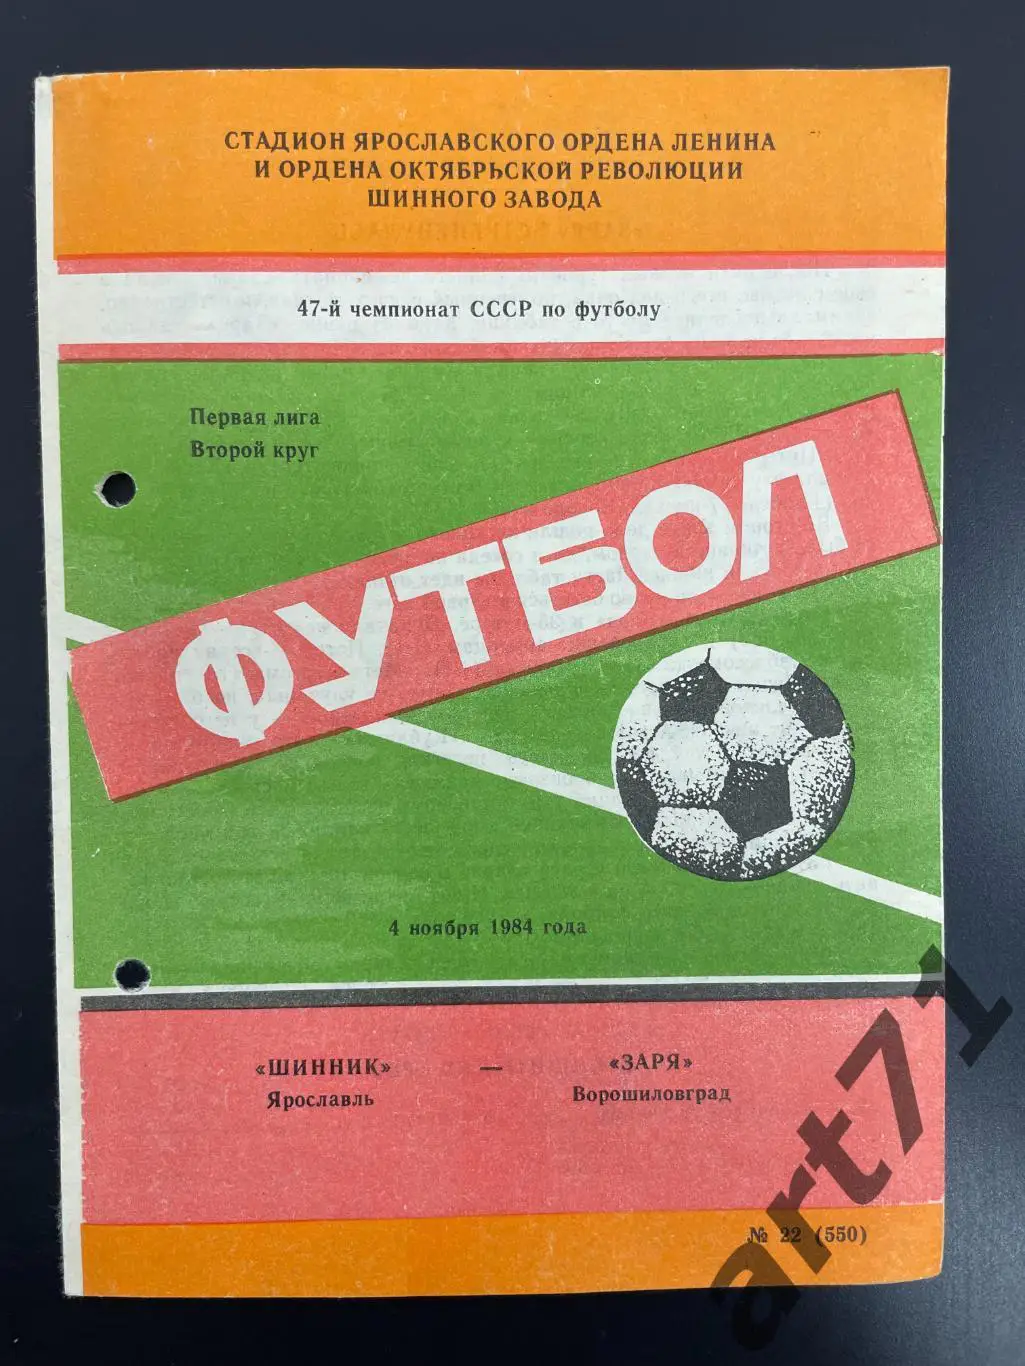 СТАДИОН ЯРОСЛАВСКОГО ОРДЕНА ЛЕНИНА
И ОРДЕНА ОКТЯБРЬСКОЙ РЕВОЛЮЦИИ
ШИННОГО ЗАВОДА
47-й чемпионат СССР по футболу
Первая лига
Второй круг
ФУТБОЛ
4 ноября 1984 года
«ШИННИК» — «ЗАРЯ»
Ярославль Ворошиловград
№ 22 (550)
art71